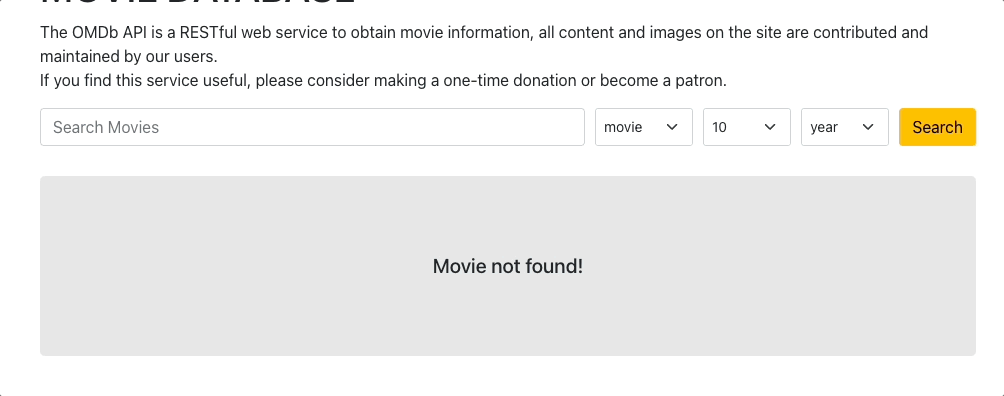 MOVIE DATABASE
The OMDb API is a RESTful web service to obtain movie information, all content and images on the site are contributed and
maintained by our users.
If you find this service useful, please consider making a one-time donation or become a patron.
Search Movies movie 10 year Search
Movie not found!